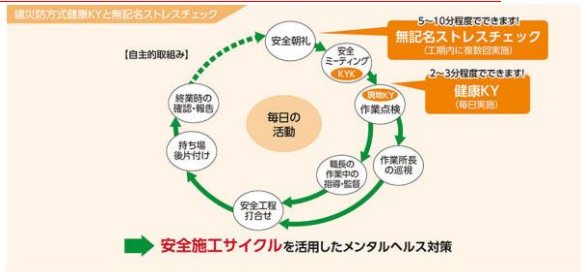 建災防方式健康KYと無記名ストレスチェック
【自主的取組み】
安全朝礼
5～10分程度でできます!
無記名ストレスチェック
(工期内に複数回実施)
安全
ミーティング
KYK
2～3分程度でできます!
健康KY
(毎日実施)
現地KY
作業点検
作業所長
の巡視
職長の
作業中の
指導・監督
安全工程
打合せ
持ち場
後片付け
終業時の
確認・報告
毎日の
活動
安全施工サイクルを活用したメンタルヘルス対策